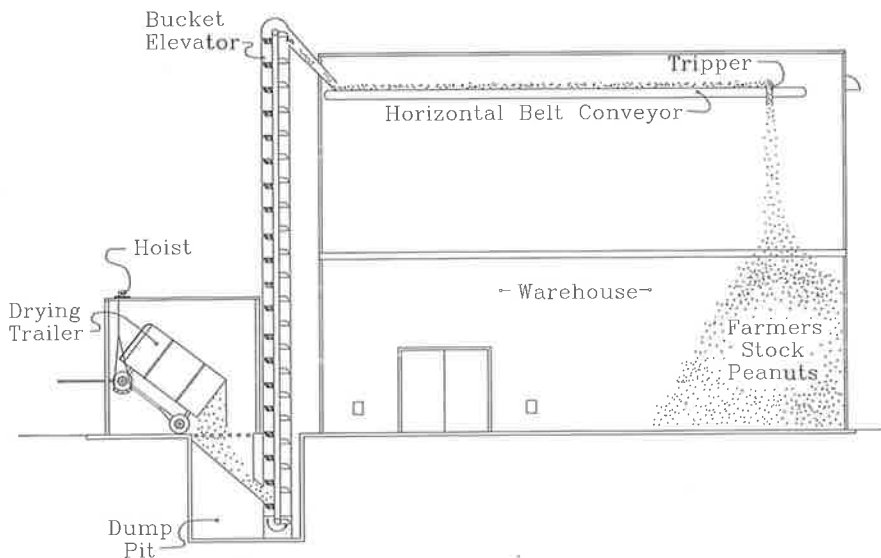 Bucket
Elevator
Tripper
Horizontal Belt Conveyor
Hoist
Drying
Trailer
Warehouse
Farmers
Stock
Peanuts
Dump
Pit